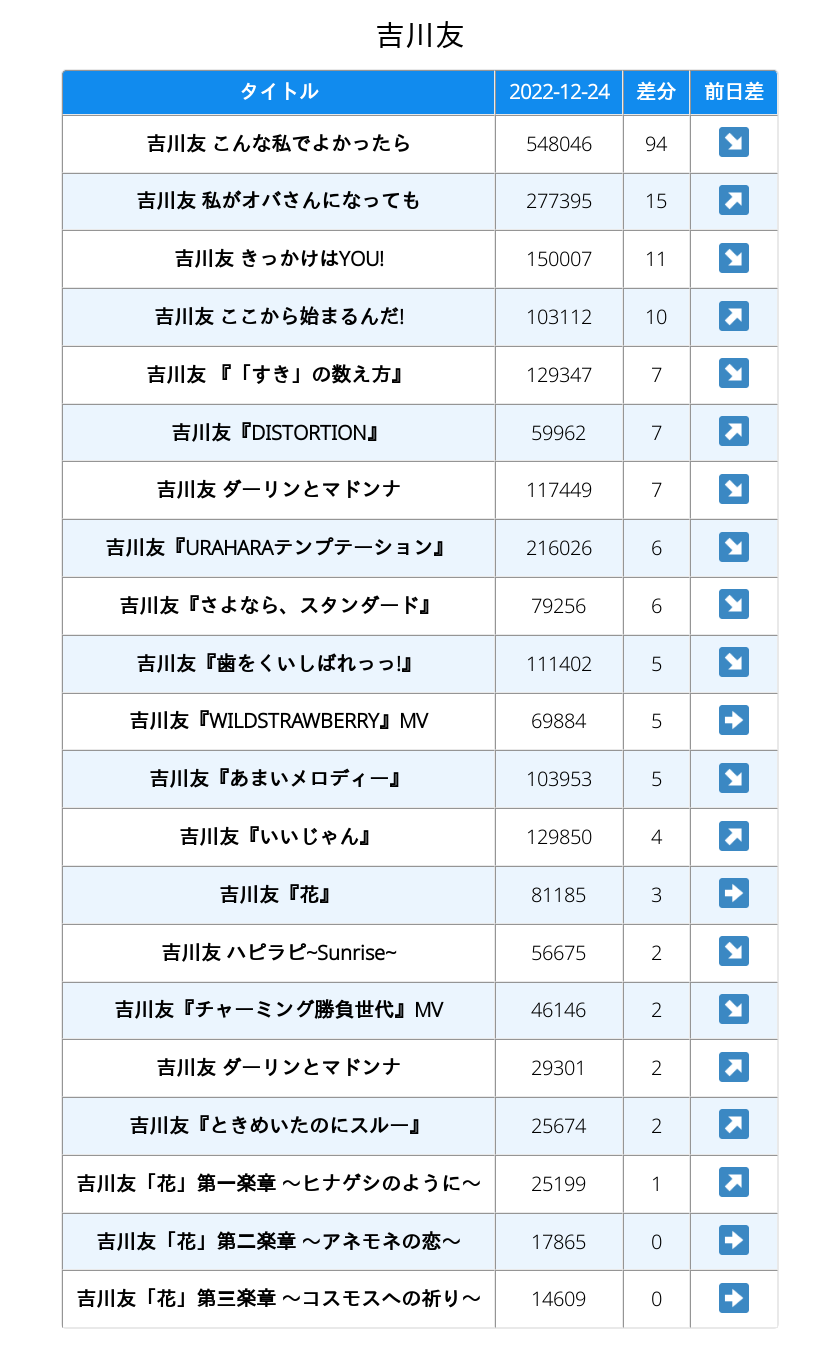 吉川友
タイトル 2022-12-24 差分 前日差
吉川友 こんな私でよかったら 548046 94 ↘
吉川友 私がオバさんになっても 277395 15 ↗
吉川友 きっかけはYOU! 150007 11 ↘
吉川友 ここから始まるんだ! 103112 10 ↗
吉川友 『「すき」の数え方』 129347 7 ↘
吉川友『DISTORTION』 59962 7 ↗
吉川友 ダーリンとマドンナ 117449 7 ↘
吉川友『URAHARAテンプテーション』 216026 6 ↘
吉川友『さよなら、スタンダード』 79256 6 ↘
吉川友『歯をくいしばれっっ!』 111402 5 ↘
吉川友『WILDSTRAWBERRY』MV 69884 5 ➡
吉川友『あまいメロディー』 103953 5 ↘
吉川友『いいじゃん』 129850 4 ↗
吉川友『花』 81185 3 ➡
吉川友 ハピラピ~Sunrise~ 56675 2 ↘
吉川友『チャーミング勝負世代』MV 46146 2 ↘
吉川友 ダーリンとマドンナ 29301 2 ↗
吉川友『ときめいたのにスルー』 25674 2 ↗
吉川友「花」第一楽章 〜ヒナゲシのように〜 25199 1 ↗
吉川友「花」第二楽章 〜アネモネの恋〜 17865 0 ➡
吉川友「花」第三楽章 〜コスモスへの祈り〜 14609 0 ➡